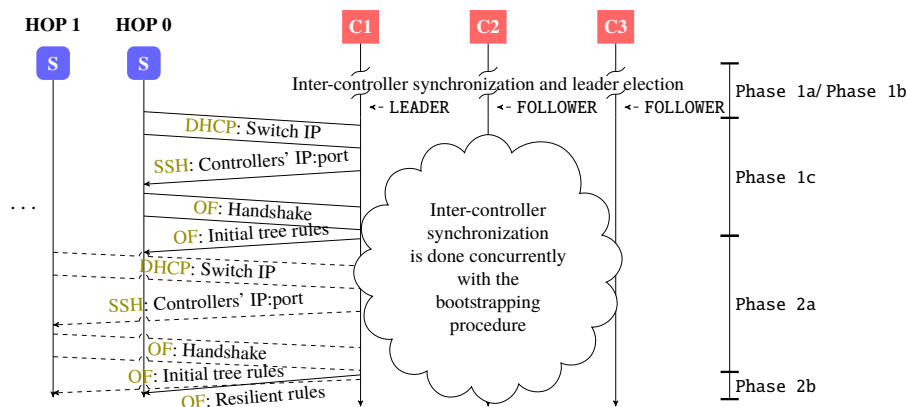 HOP 1 HOP 0 C1 C2 C3
S S
Inter-controller synchronization and leader election
LEADER FOLLOWER FOLLOWER
Phase 1a/ Phase 1b
DHCP: Switch IP
SSH: Controllers' IP:port
Phase 1c
...
OF: Handshake
OF: Initial tree rules
Inter-controller
synchronization
is done concurrently
with the
bootstrapping
procedure
DHCP: Switch IP
SSH: Controllers' IP:port
Phase 2a
OF: Handshake
OF: Initial tree rules
OF: Resilient rules
Phase 2b